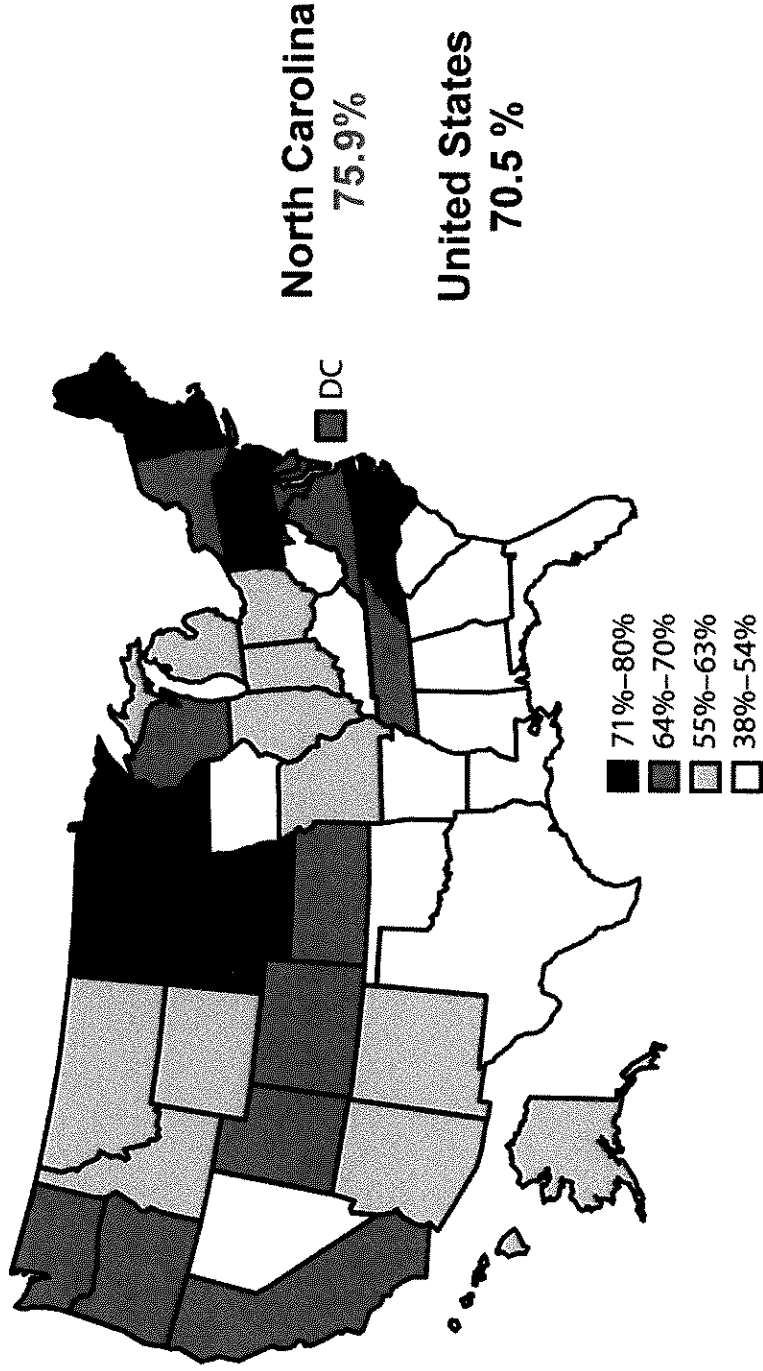 North Carolina
75.9%
United States
70.5 %
DC
71%–80%
64%–70%
55%–63%
38%–54%